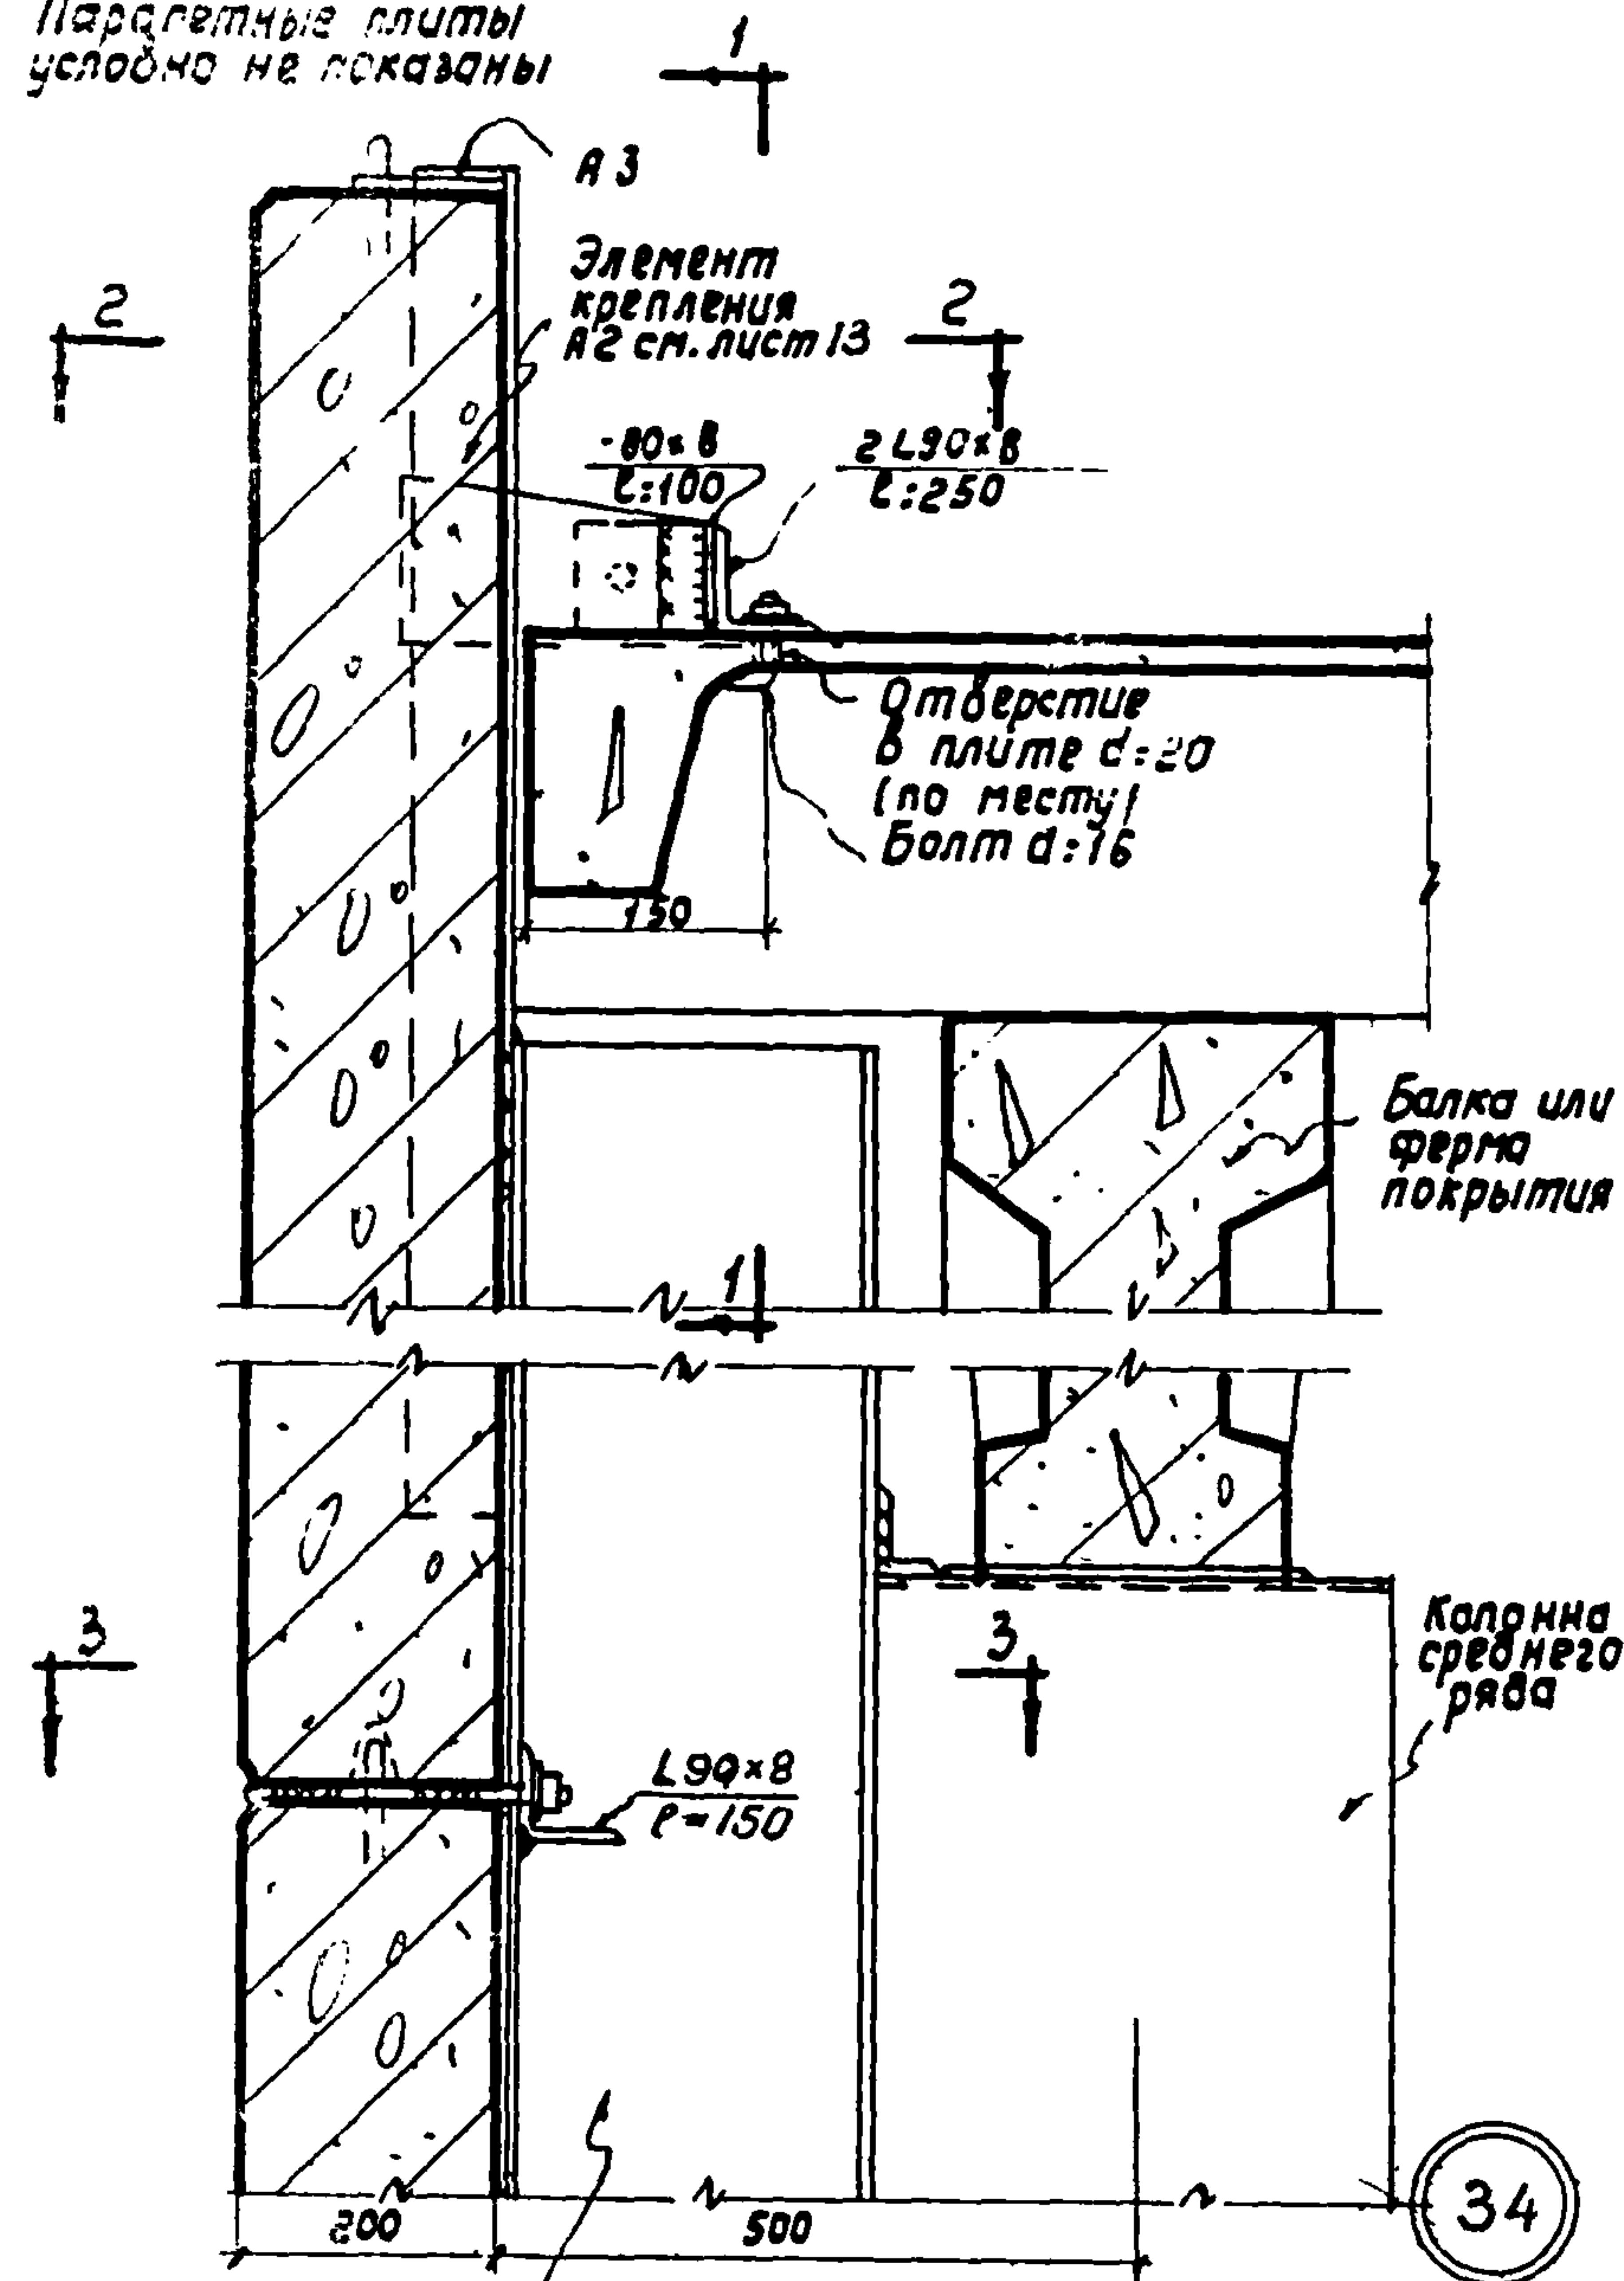 Парапетные плиты
условно не показаны
1
А 3
Элемент
крепления
А2 см. лист 13
2
2
-80×8
ℓ=100
2L90×8
ℓ=250
Отверстие
в плите d=20
(по месту)
Болт d=16
150
Балка или
ферма
покрытия
1
3
3
Колонна
среднего
ряда
L90×8
ℓ=150
200
500
34